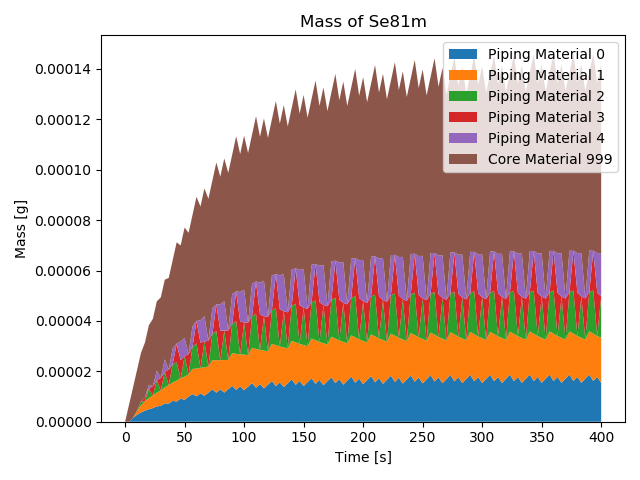 Mass of Se81m
Piping Material 0
Piping Material 1
Piping Material 2
Piping Material 3
Piping Material 4
Core Material 999
Mass [g]
0.00014
0.00012
0.00010
0.00008
0.00006
0.00004
0.00002
0.00000
0 50 100 150 200 250 300 350 400
Time [s]